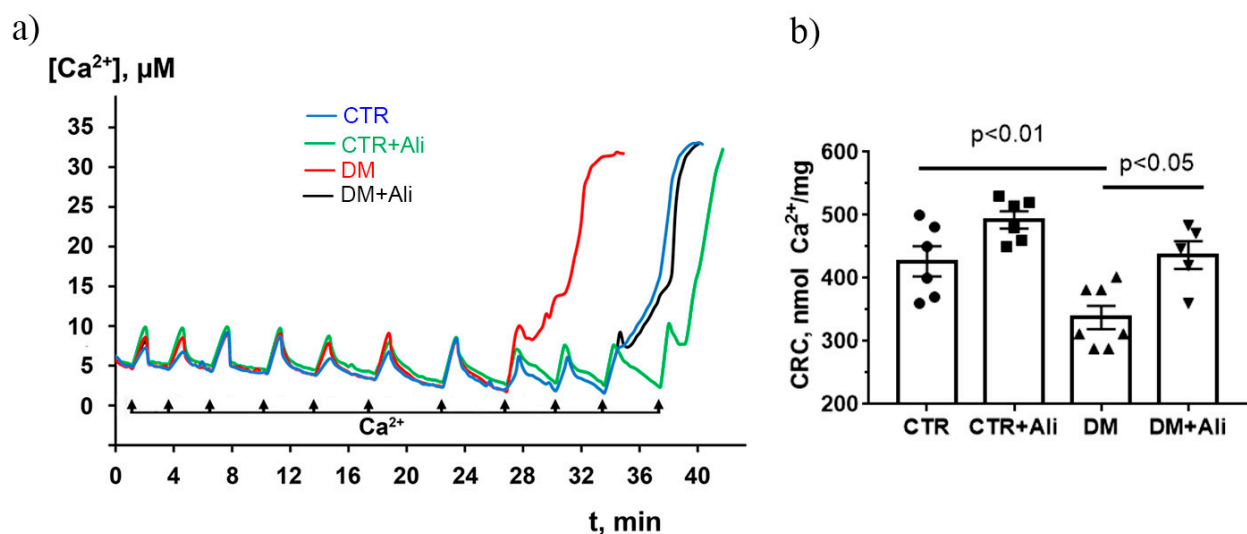 a)
[Ca²⁺], µM
35
30
25
20
15
10
5
0
CTR
CTR+Ali
DM
DM+Ali
Ca²⁺
0 4 8 12 16 20 24 28 32 36 40
t, min
b)
p<0.01
p<0.05
CRC, nmol Ca²⁺/mg
600
500
400
300
200
CTR CTR+Ali DM DM+Ali